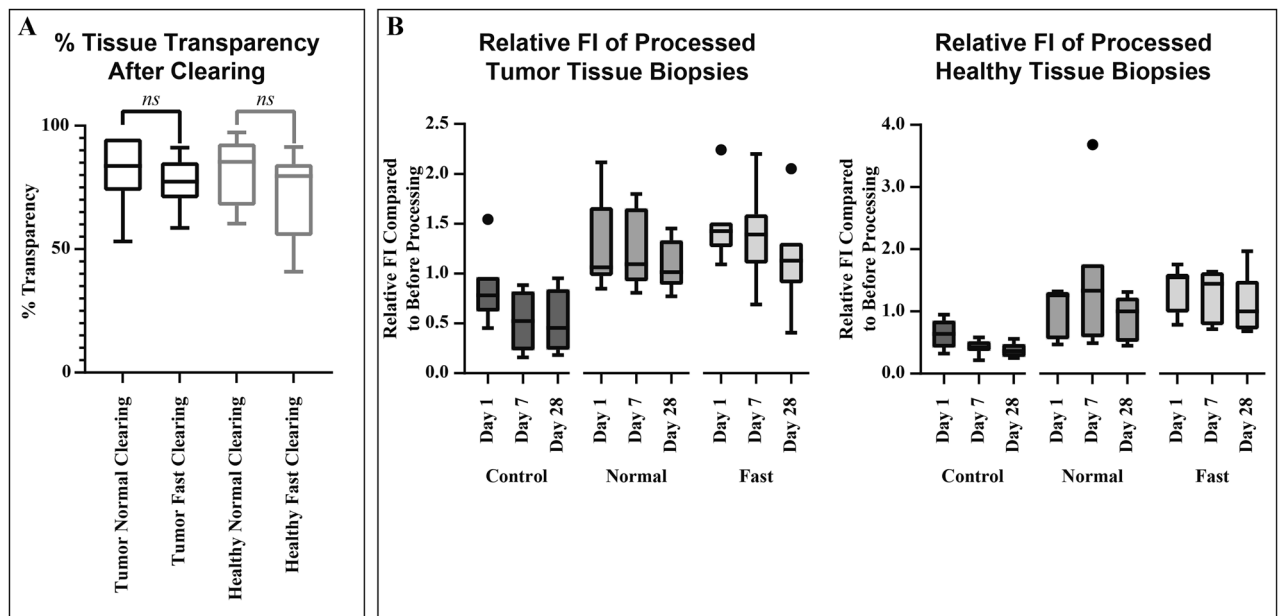 A
% Tissue Transparency
After Clearing
ns
ns
100
50
0
% Transparency
Tumor Normal Clearing
Tumor Fast Clearing
Healthy Normal Clearing
Healthy Fast Clearing
B
Relative FI of Processed
Tumor Tissue Biopsies
Relative FI Compared
to Before Processing
2.5
2.0
1.5
1.0
0.5
0.0
Day 1
Day 7
Day 28
Day 1
Day 7
Day 28
Day 1
Day 7
Day 28
Control
Normal
Fast
Relative FI of Processed
Healthy Tissue Biopsies
Relative FI Compared
to Before Processing
4.0
3.0
2.0
1.0
0.0
Day 1
Day 7
Day 28
Day 1
Day 7
Day 28
Day 1
Day 7
Day 28
Control
Normal
Fast